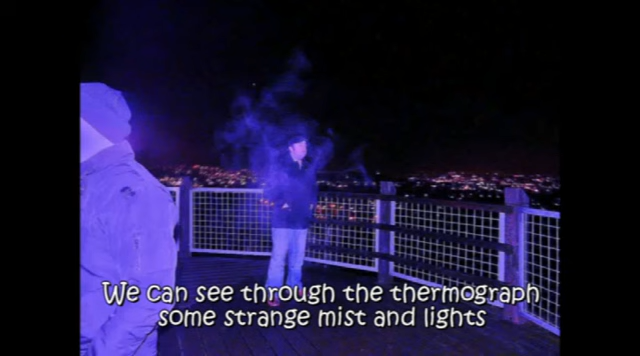 We can see through the thermograph
some strange mist and lights